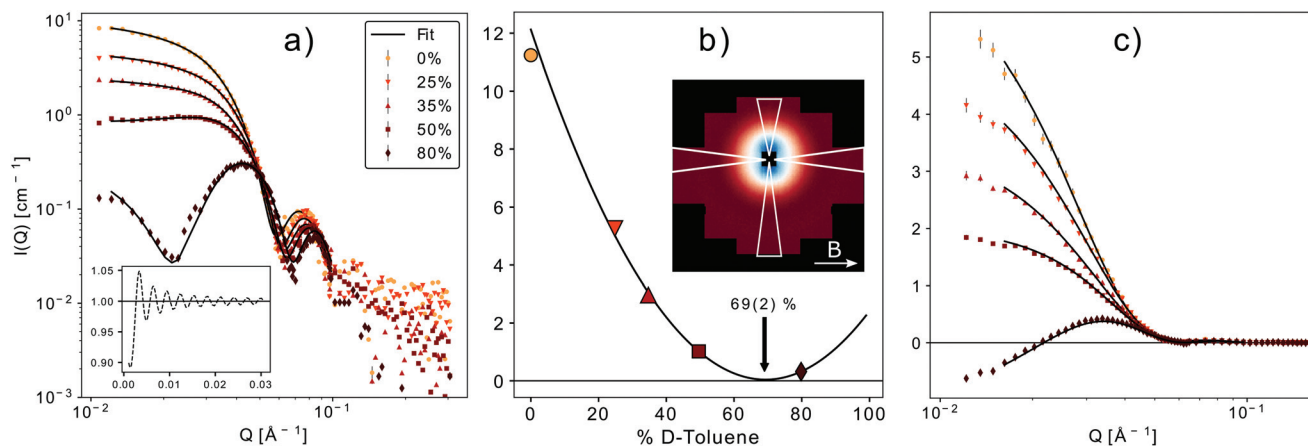 a)
I(Q) [cm⁻¹]
10¹
10⁰
10⁻¹
10⁻²
10⁻³
Fit
0%
25%
35%
50%
80%
1.05
1.00
0.95
0.90
0.00 0.01 0.02 0.03
10⁻² 10⁻¹
Q [Å⁻¹]
b)
12
10
8
6
4
2
0
B
69(2) %
0 20 40 60 80 100
% D-Toluene
c)
5
4
3
2
1
0
10⁻² 10⁻¹
Q [Å⁻¹]